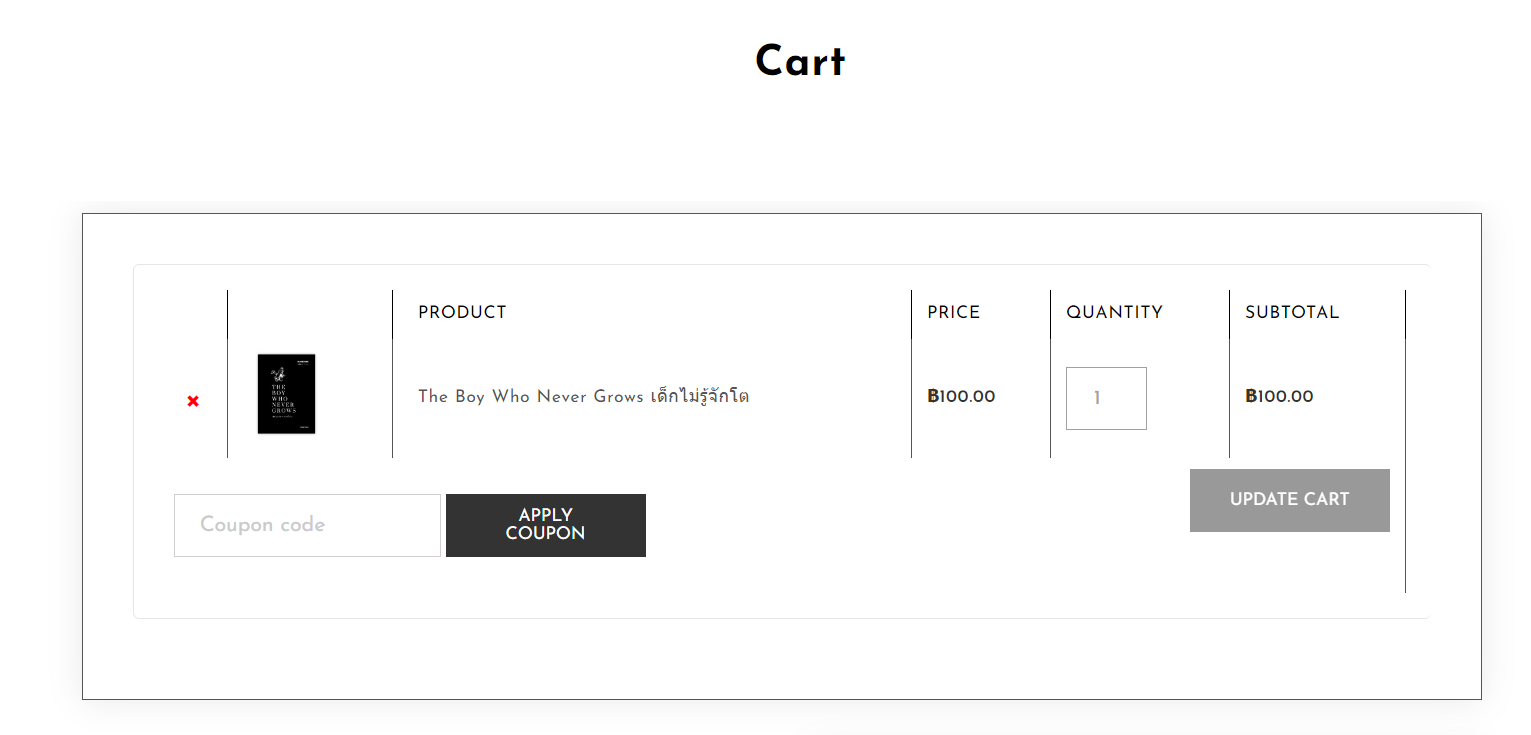 Cart
PRODUCT PRICE QUANTITY SUBTOTAL
THE
BOY
WHO
NEVER
GROWS
The Boy Who Never Grows เด็กไม่รู้จักโต ฿100.00 1 ฿100.00
Coupon code
APPLY
COUPON
UPDATE CART